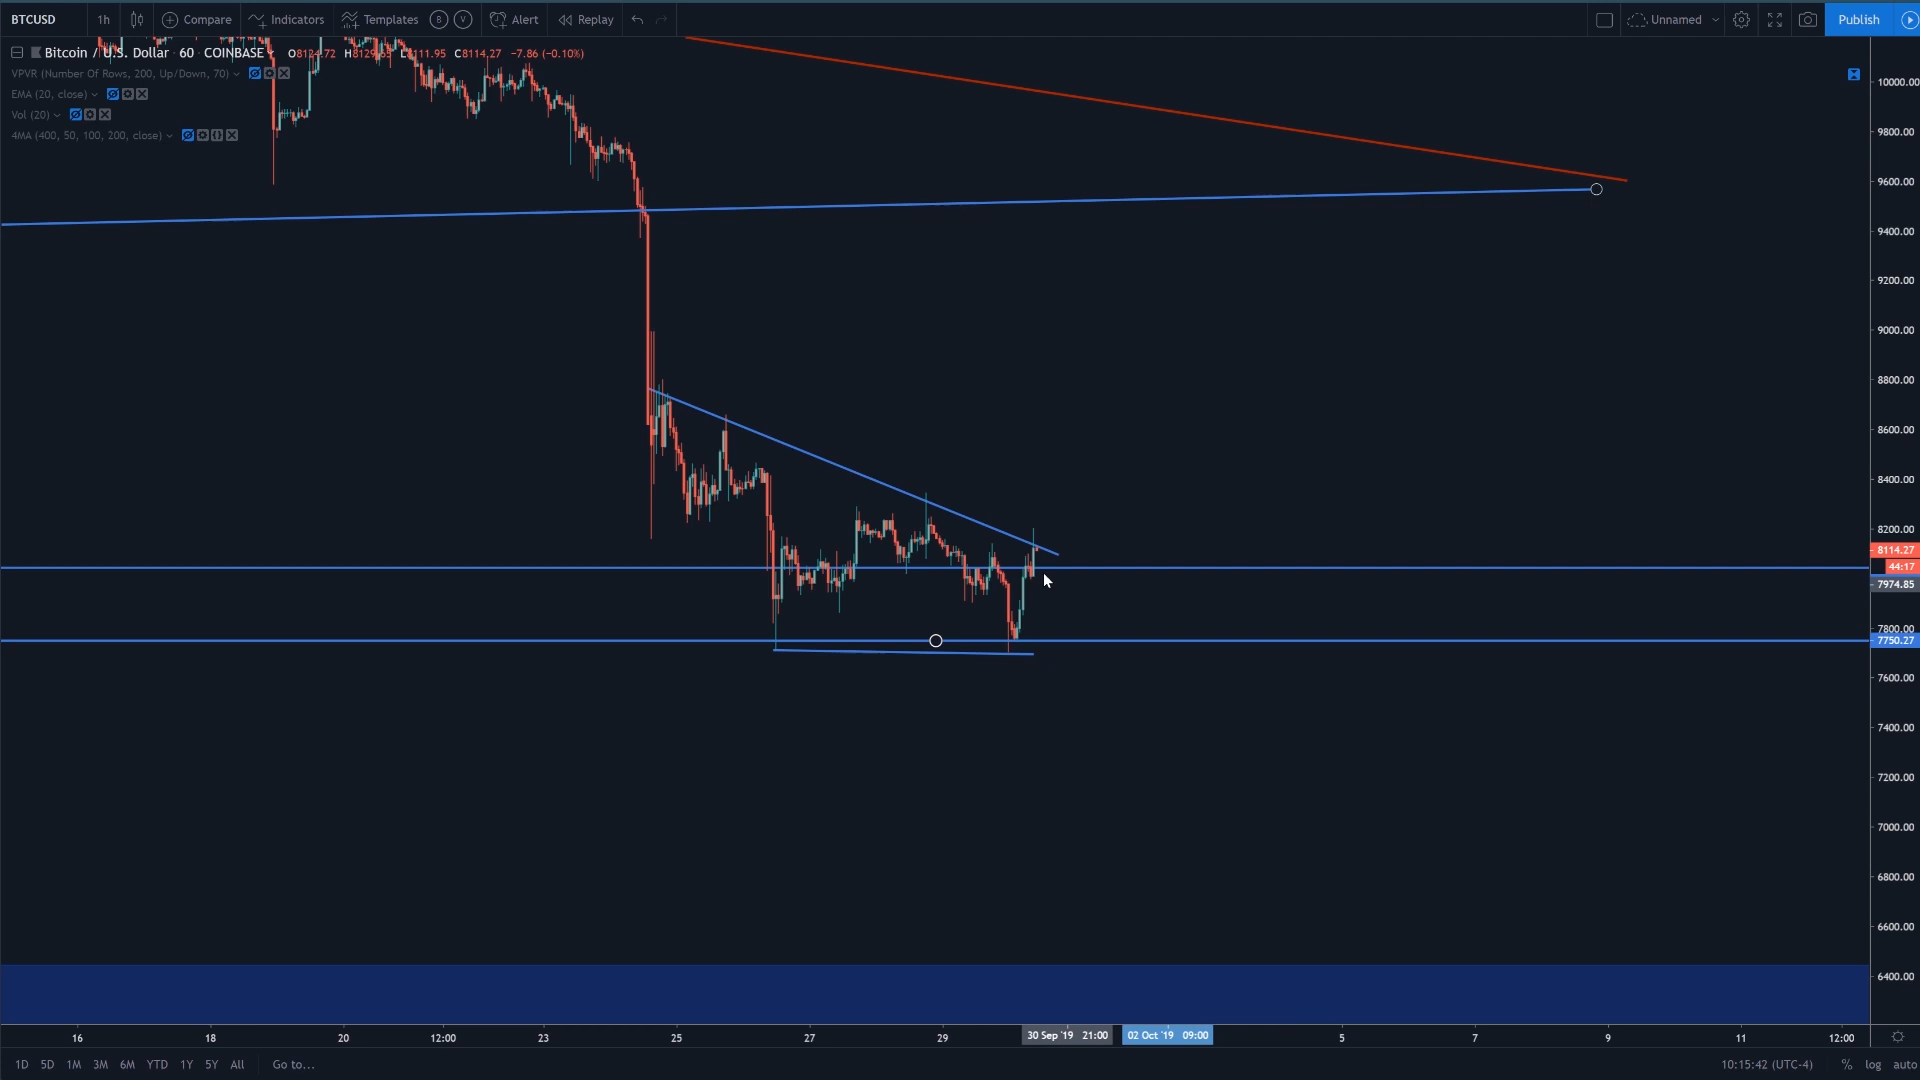 BTCUSD 1h Compare Indicators Templates B V Alert Replay Unnamed Publish
Bitcoin / U.S. Dollar · 60 · COINBASE L8111.95 C8114.27 −7.86 (−0.10%)
VPVR (Number Of Rows, 200, Up/Down, 70)
EMA (20, close)
Vol (20)
4MA (400, 50, 100, 200, close)
10000.00
9800.00
9600.00
9400.00
9200.00
9000.00
8800.00
8600.00
8400.00
8200.00
8114.27
44:17
7974.85
7800.00
7750.27
7600.00
7400.00
7200.00
7000.00
6800.00
6600.00
6400.00
16 18 20 12:00 23 25 27 29 30 Sep '19 21:00 02 Oct '19 09:00 5 7 9 11 12:00
1D 5D 1M 3M 6M YTD 1Y 5Y All Go to... 10:15:42 (UTC-4) % log auto